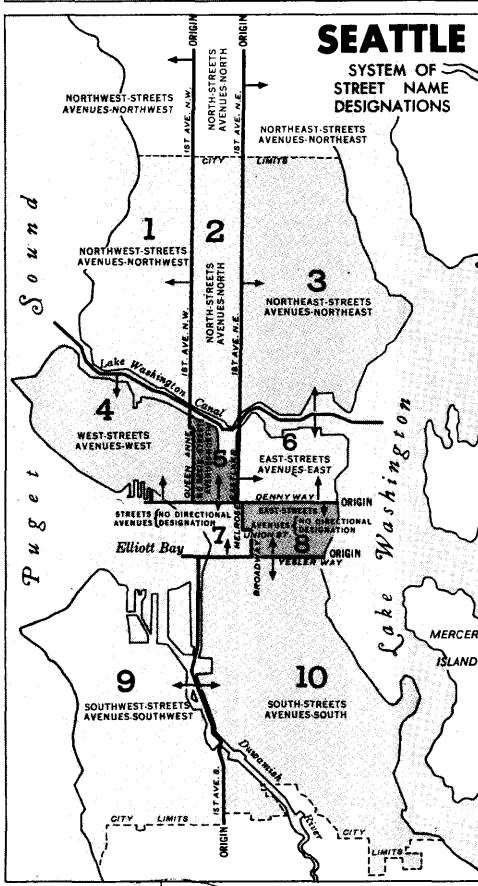 SEATTLE
SYSTEM OF
STREET NAME
DESIGNATIONS
ORIGIN
ORIGIN
NORTHWEST-STREETS
AVENUES-NORTHWEST
1ST AVE. N.W.
NORTH-STREETS
AVENUES-NORTH
1ST AVE. N.E.
NORTHEAST-STREETS
AVENUES-NORTHEAST
CITY LIMITS
1
NORTHWEST-STREETS
AVENUES-NORTHWEST
2
NORTH-STREETS
AVENUES-NORTH
3
NORTHEAST-STREETS
AVENUES-NORTHEAST
1ST AVE. N.W.
1ST AVE. N.E.
Puget Sound
Lake Washington Canal
4
WEST-STREETS
AVENUES-WEST
QUEEN ANNE
5
6
EAST-STREETS
AVENUES-EAST
Lake Washington
DENNY WAY
ORIGIN
STREETS
AVENUES
NO DIRECTIONAL
DESIGNATION
7
MELROSE
EAST-STREETS
AVENUES
NO DIRECTIONAL
DESIGNATION
UNION ST.
8
Elliott Bay
BROADWAY
YESLER WAY
ORIGIN
MERCER
ISLAND
9
SOUTHWEST-STREETS
AVENUES-SOUTHWEST
10
SOUTH-STREETS
AVENUES-SOUTH
Duwamish River
1ST AVE. S.
CITY LIMITS
ORIGIN
CITY
LIMITS